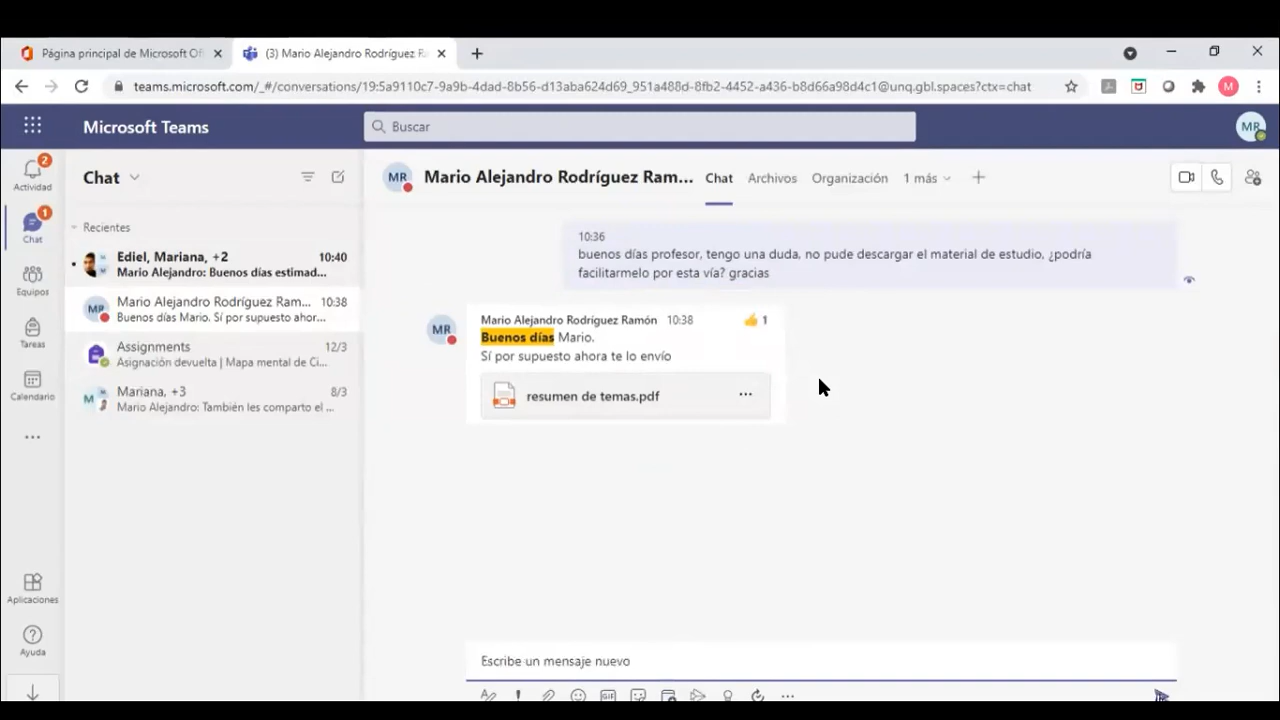 Página principal de Microsoft Of
(3) Mario Alejandro Rodríguez R
teams.microsoft.com/_#/conversations/19:5a9110c7-9a9b-4dad-8b56-d13aba624d69_951a488d-8fb2-4452-a436-b8d66a98d4c1@unq.gbl.spaces?ctx=chat
M
Microsoft Teams
Buscar
MR
2
Actividad
1
Chat
Equipos
Tareas
Calendario
Aplicaciones
Ayuda
Chat
Recientes
Ediel, Mariana, +2 10:40
Mario Alejandro: Buenos días estimad...
MR
Mario Alejandro Rodríguez Ram... 10:38
Buenos días Mario. Sí por supuesto ahor...
Assignments 12/3
Asignación devuelta | Mapa mental de Ci...
M
Mariana, +3 8/3
Mario Alejandro: También les comparto el ...
MR
Mario Alejandro Rodríguez Ram...
Chat
Archivos
Organización
1 más
10:36
buenos días profesor, tengo una duda, no pude descargar el material de estudio, ¿podría
facilitarmelo por esta vía? gracias
MR
Mario Alejandro Rodríguez Ramón 10:38
1
Buenos días Mario.
Sí por supuesto ahora te lo envío
resumen de temas.pdf
Escribe un mensaje nuevo
GIF